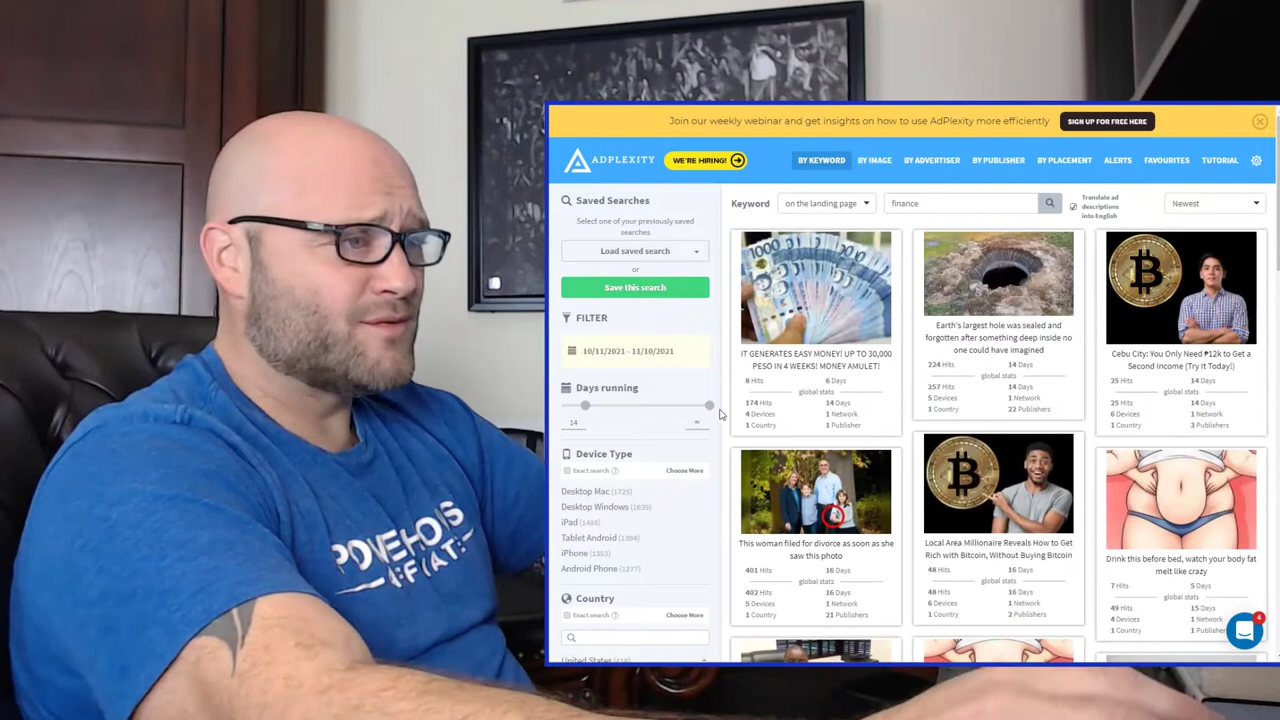 Join our weekly webinar and get insights on how to use AdPlexity more efficiently
SIGN UP FOR FREE HERE
ADPLEXITY
WE'RE HIRING!
BY KEYWORD
BY IMAGE
BY ADVERTISER
BY PUBLISHER
BY PLACEMENT
ALERTS
FAVOURITES
TUTORIAL
Saved Searches
Select one of your previously saved
searches
Load saved search
or
Save this search
FILTER
10/11/2021 - 11/10/2021
Days running
14
∞
Device Type
Exact search
Choose More
Desktop Mac (1725)
Desktop Windows (1639)
iPad (1495)
Tablet Android (1394)
iPhone (1353)
Android Phone (1277)
Country
Exact search
Choose More
United States (416)
Keyword
on the landing page
finance
Translate ad
descriptions
into English
Newest
IT GENERATES EASY MONEY! UP TO 30,000
PESO IN 4 WEEKS! MONEY AMULET!
8 Hits 6 Days
global stats
174 Hits 14 Days
4 Devices 1 Network
1 Country 1 Publisher
Earth's largest hole was sealed and
forgotten after something deep inside no
one could have imagined
224 Hits 14 Days
global stats
257 Hits 14 Days
5 Devices 1 Network
1 Country 22 Publishers
Cebu City: You Only Need ₱12k to Get a
Second Income (Try It Today!)
25 Hits 14 Days
global stats
25 Hits 14 Days
6 Devices 1 Network
1 Country 3 Publishers
This woman filed for divorce as soon as she
saw this photo
401 Hits 16 Days
global stats
402 Hits 16 Days
5 Devices 1 Network
1 Country 21 Publishers
Local Area Millionaire Reveals How to Get
Rich with Bitcoin, Without Buying Bitcoin
48 Hits 16 Days
global stats
48 Hits 16 Days
6 Devices 1 Network
1 Country 2 Publishers
Drink this before bed, watch your body fat
melt like crazy
7 Hits 5 Days
global stats
49 Hits 15 Days
4 Devices 1 Network
1 Country
4